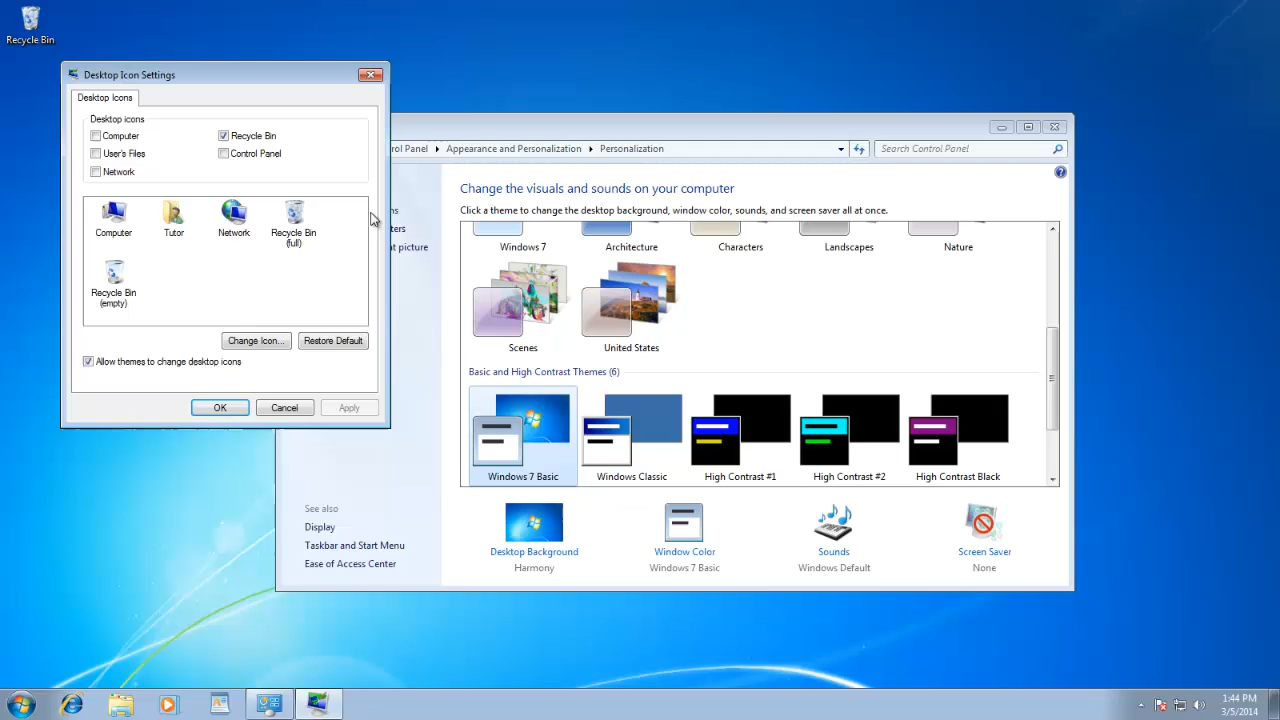 Recycle Bin
Desktop Icon Settings
Desktop Icons
Desktop icons
Computer
Recycle Bin
User's Files
Control Panel
Network
Computer
Tutor
Network
Recycle Bin
(full)
Recycle Bin
(empty)
Change Icon...
Restore Default
Allow themes to change desktop icons
OK
Cancel
Apply
Appearance and Personalization
Personalization
Search Control Panel
Change the visuals and sounds on your computer
Click a theme to change the desktop background, window color, sounds, and screen saver all at once.
picture
Windows 7
Architecture
Characters
Landscapes
Nature
Scenes
United States
Basic and High Contrast Themes (6)
Windows 7 Basic
Windows Classic
High Contrast #1
High Contrast #2
High Contrast Black
See also
Display
Taskbar and Start Menu
Ease of Access Center
Desktop Background
Harmony
Window Color
Windows 7 Basic
Sounds
Windows Default
Screen Saver
None
1:44 PM
3/5/2014